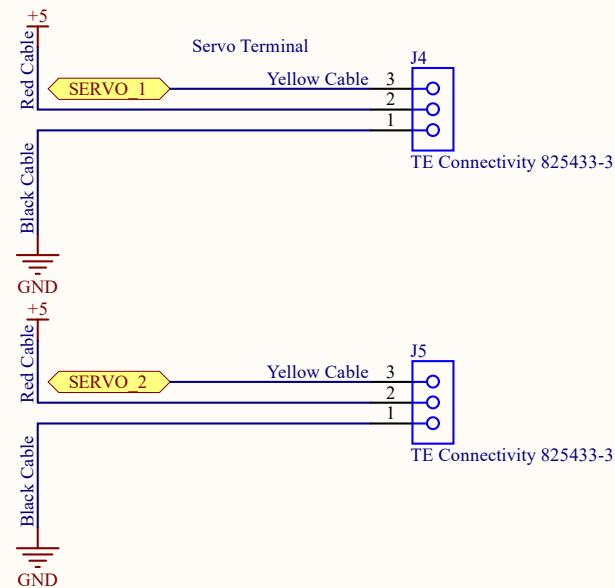 +5
Servo Terminal
J4
Red Cable
SERVO_1
Yellow Cable
3
2
1
TE Connectivity 825433-3
Black Cable
GND
+5
J5
Red Cable
SERVO_2
Yellow Cable
3
2
1
TE Connectivity 825433-3
Black Cable
GND